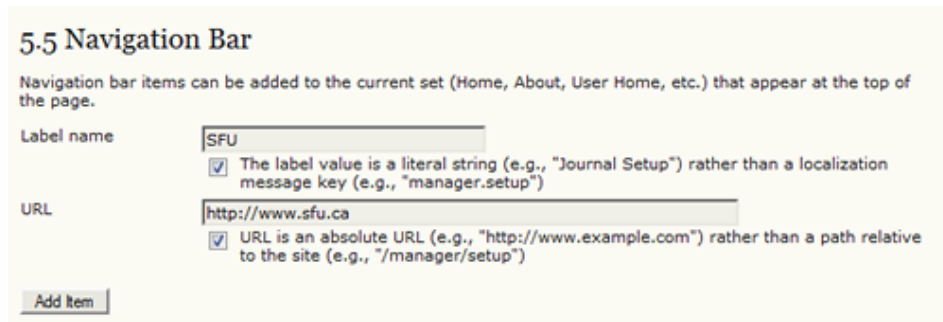 5.5 Navigation Bar
Navigation bar items can be added to the current set (Home, About, User Home, etc.) that appear at the top of
the page.
Label name
SFU
The label value is a literal string (e.g., "Journal Setup") rather than a localization
message key (e.g., "manager.setup")
URL
http://www.sfu.ca
URL is an absolute URL (e.g., "http://www.example.com") rather than a path relative
to the site (e.g., "/manager/setup")
Add Item